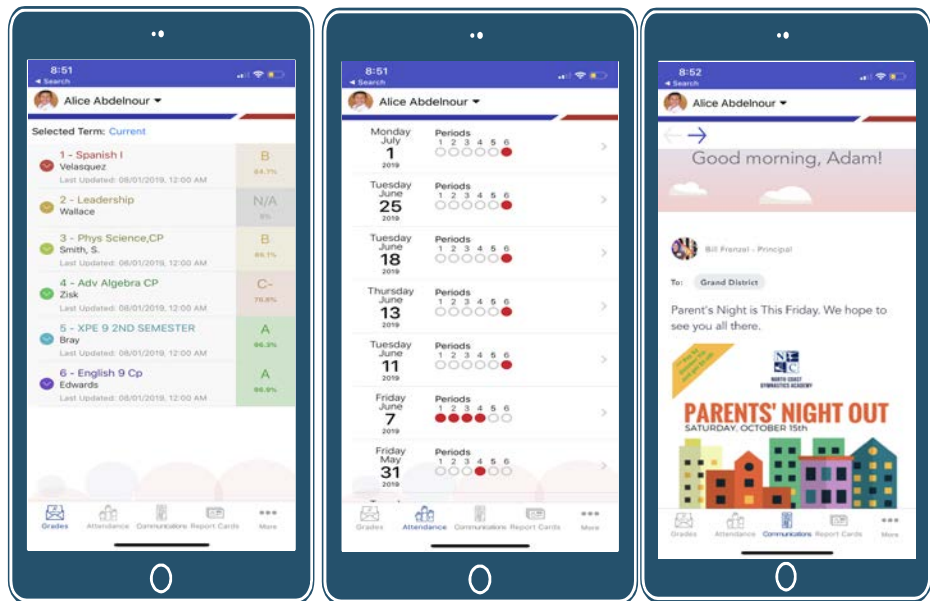 8:51
Search
Alice Abdelnour
Selected Term: Current
1 - Spanish I
Velasquez
Last Updated: 08/01/2019, 12:00 AM
B
84.7%
2 - Leadership
Wallace
N/A
0%
3 - Phys Science,CP
Smith, S.
Last Updated: 08/01/2019, 12:00 AM
B
4 - Adv Algebra CP
Zisk
Last Updated: 08/01/2019, 12:00 AM
C-
70.8%
5 - XPE 9 2ND SEMESTER
Bray
Last Updated: 08/01/2019, 12:00 AM
A
96.3%
6 - English 9 Cp
Edwards
Last Updated: 08/01/2019, 12:00 AM
A
Grades Attendance Communications Report Cards More
8:51
Search
Alice Abdelnour
Monday
July
1
2019
Periods
1 2 3 4 5 6
Tuesday
June
25
2019
Periods
1 2 3 4 5 6
Tuesday
June
18
2019
Periods
1 2 3 4 5 6
Thursday
June
13
2019
Periods
1 2 3 4 5 6
Tuesday
June
11
2019
Periods
1 2 3 4 5 6
Friday
June
7
2019
Periods
1 2 3 4 5 6
Friday
May
31
2019
Periods
1 2 3 4 5 6
Grades Attendance Communications Report Cards More
8:52
Search
Alice Abdelnour
Good morning, Adam!
Bill Frenzel - Principal
To: Grand District
Parent's Night is This Friday. We hope to
see you all there.
NORTH COAST
GYMNASTICS ACADEMY
PARENTS' NIGHT OUT
SATURDAY, OCTOBER 15th
Grades Attendance Communications Report Cards More